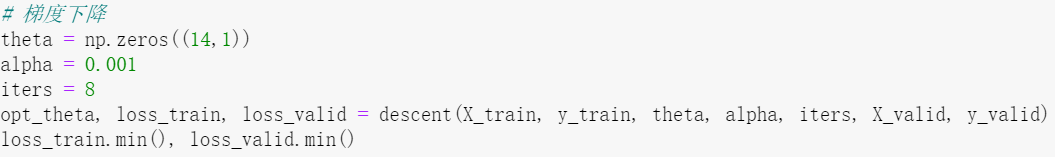 # 梯度下降
theta = np.zeros((14,1))
alpha = 0.001
iters = 8
opt_theta, loss_train, loss_valid = descent(X_train, y_train, theta, alpha, iters, X_valid, y_valid)
loss_train.min(), loss_valid.min()